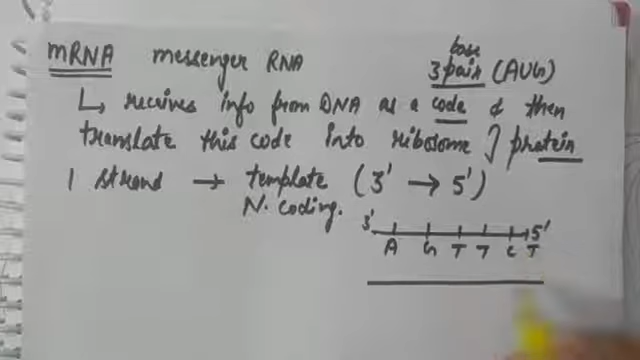 mRNA messenger RNA
base
3 pair (AUG)
↳ receives info from DNA as a code & then
translate this code into ribosome } protein
1 strand → template (3' → 5')
N. coding.
3' 5'
A G T T C T